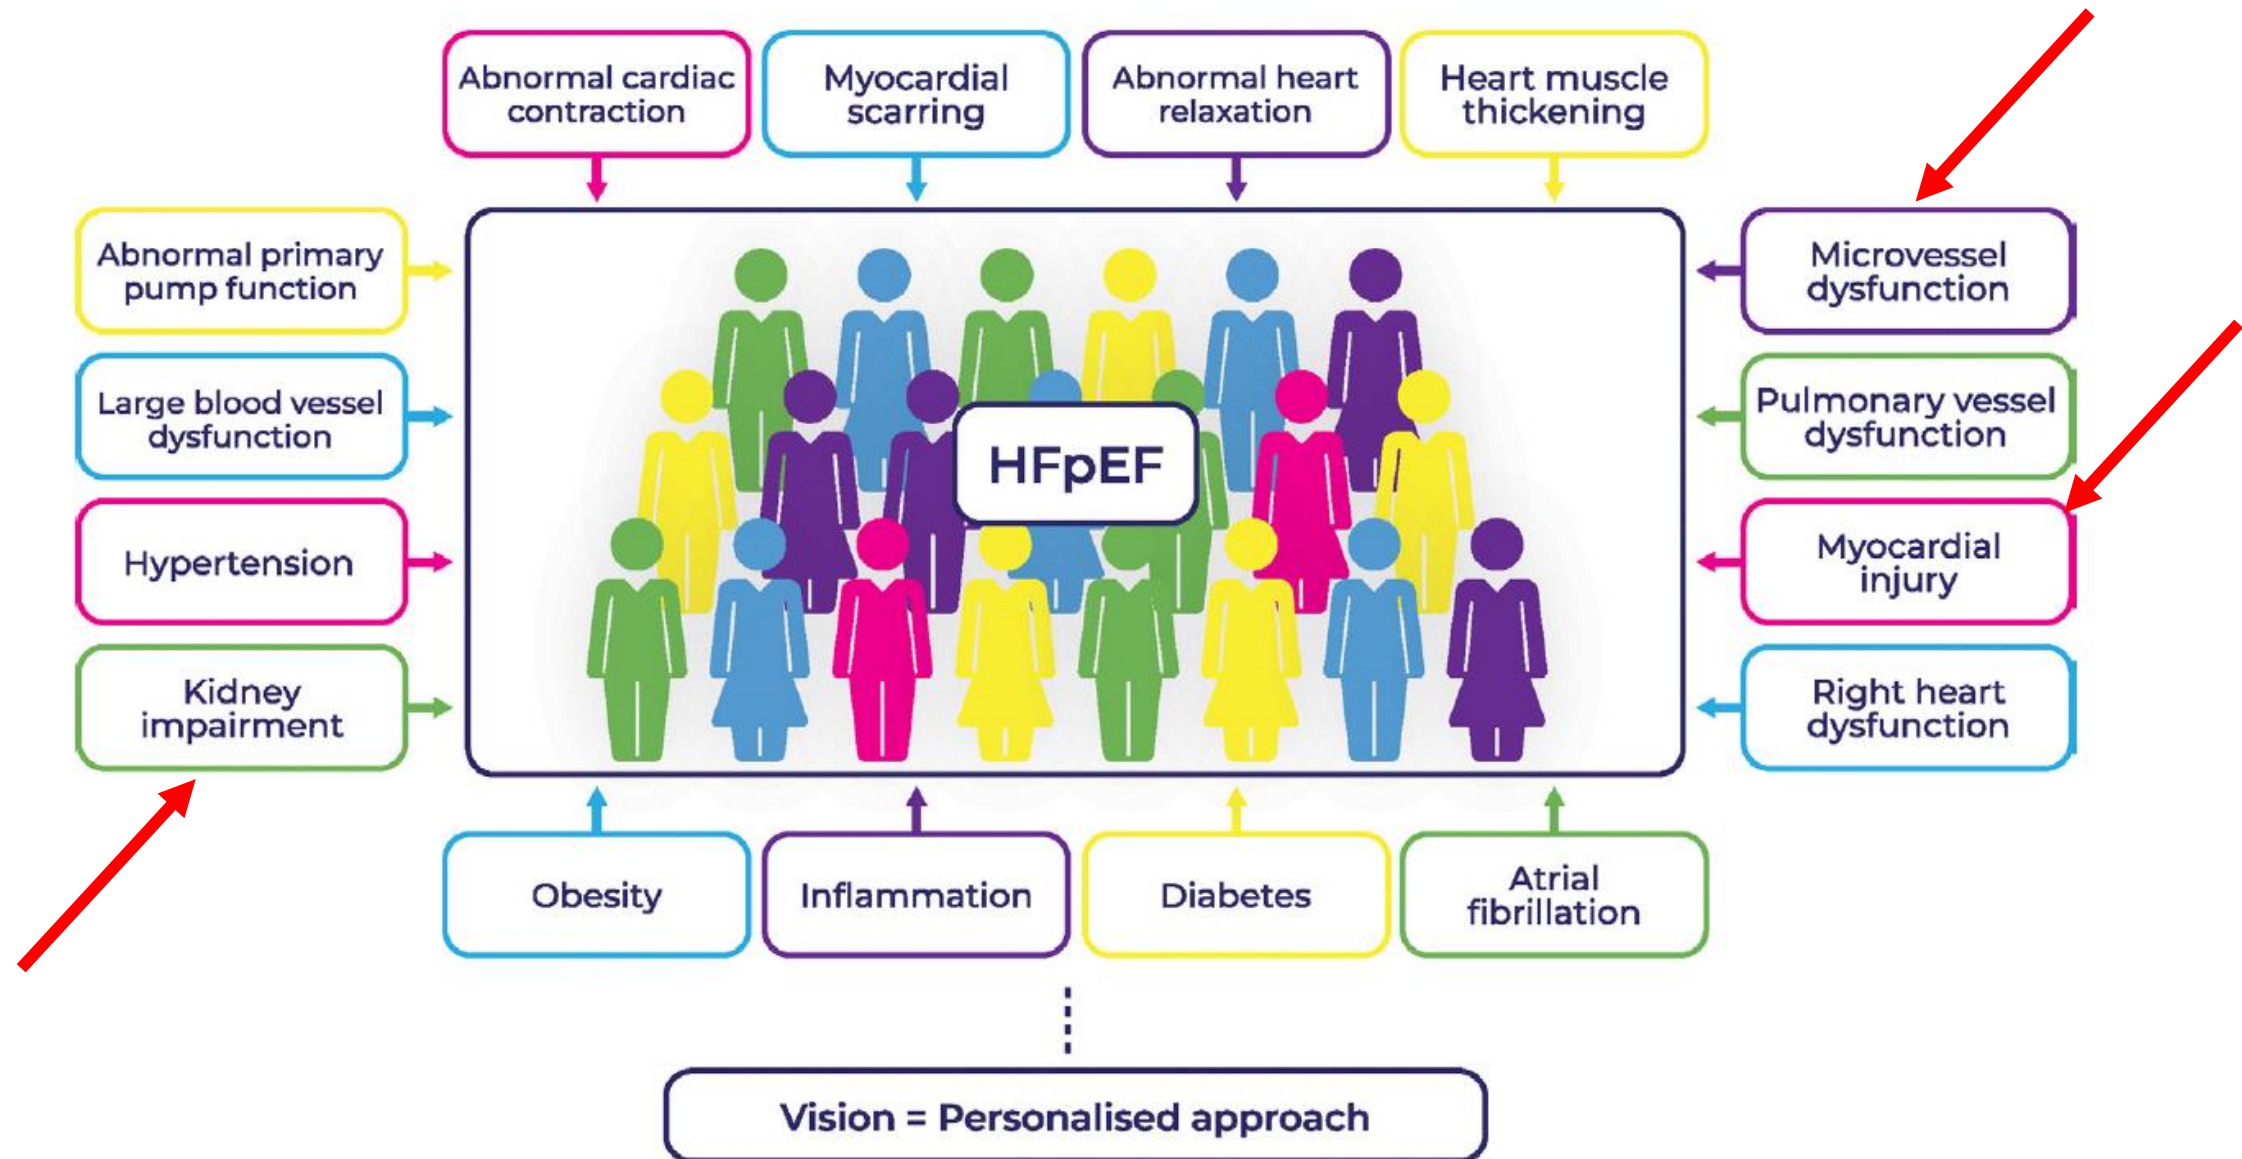 Abnormal cardiac
contraction
Myocardial
scarring
Abnormal heart
relaxation
Heart muscle
thickening
Abnormal primary
pump function
Large blood vessel
dysfunction
Hypertension
Kidney
impairment
HFpEF
Microvessel
dysfunction
Pulmonary vessel
dysfunction
Myocardial
injury
Right heart
dysfunction
Obesity
Inflammation
Diabetes
Atrial
fibrillation
Vision = Personalised approach